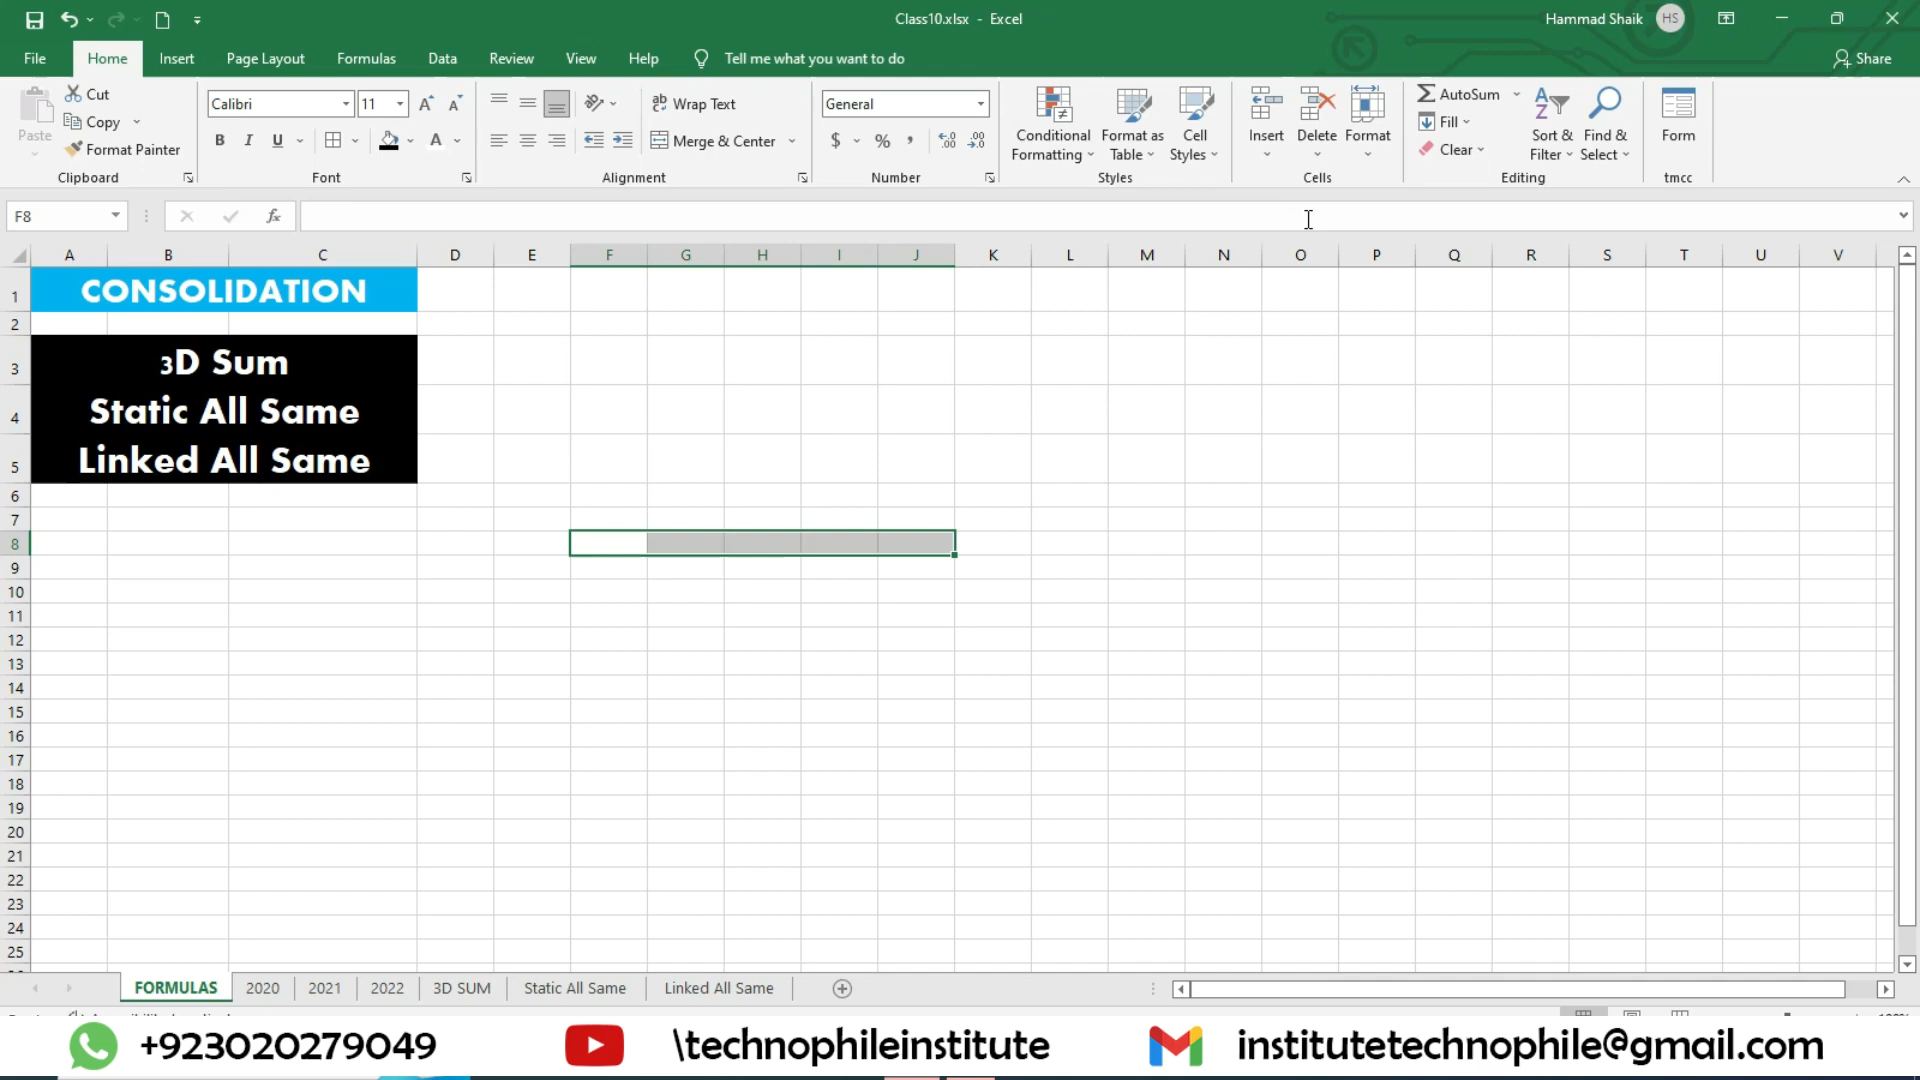 Class10.xlsx - Excel
Hammad Shaik HS
File Home Insert Page Layout Formulas Data Review View Help Tell me what you want to do Share
Paste Cut Copy Format Painter Clipboard
Calibri 11 B I U A Font
ab Wrap Text Merge & Center Alignment
General $ % , Number
Conditional Formatting Format as Table Cell Styles Styles
Insert Delete Format Cells
AutoSum Fill Clear Sort & Filter Find & Select Editing
Form tmcc
F8 fx
A B C D E F G H I J K L M N O P Q R S T U V
1 CONSOLIDATION
2
3 3D Sum
4 Static All Same
5 Linked All Same
6
7
8
9
10
11
12
13
14
15
16
17
18
19
20
21
22
23
24
25
FORMULAS 2020 2021 2022 3D SUM Static All Same Linked All Same
+923020279049 \technophileinstitute institutetechnophile@gmail.com